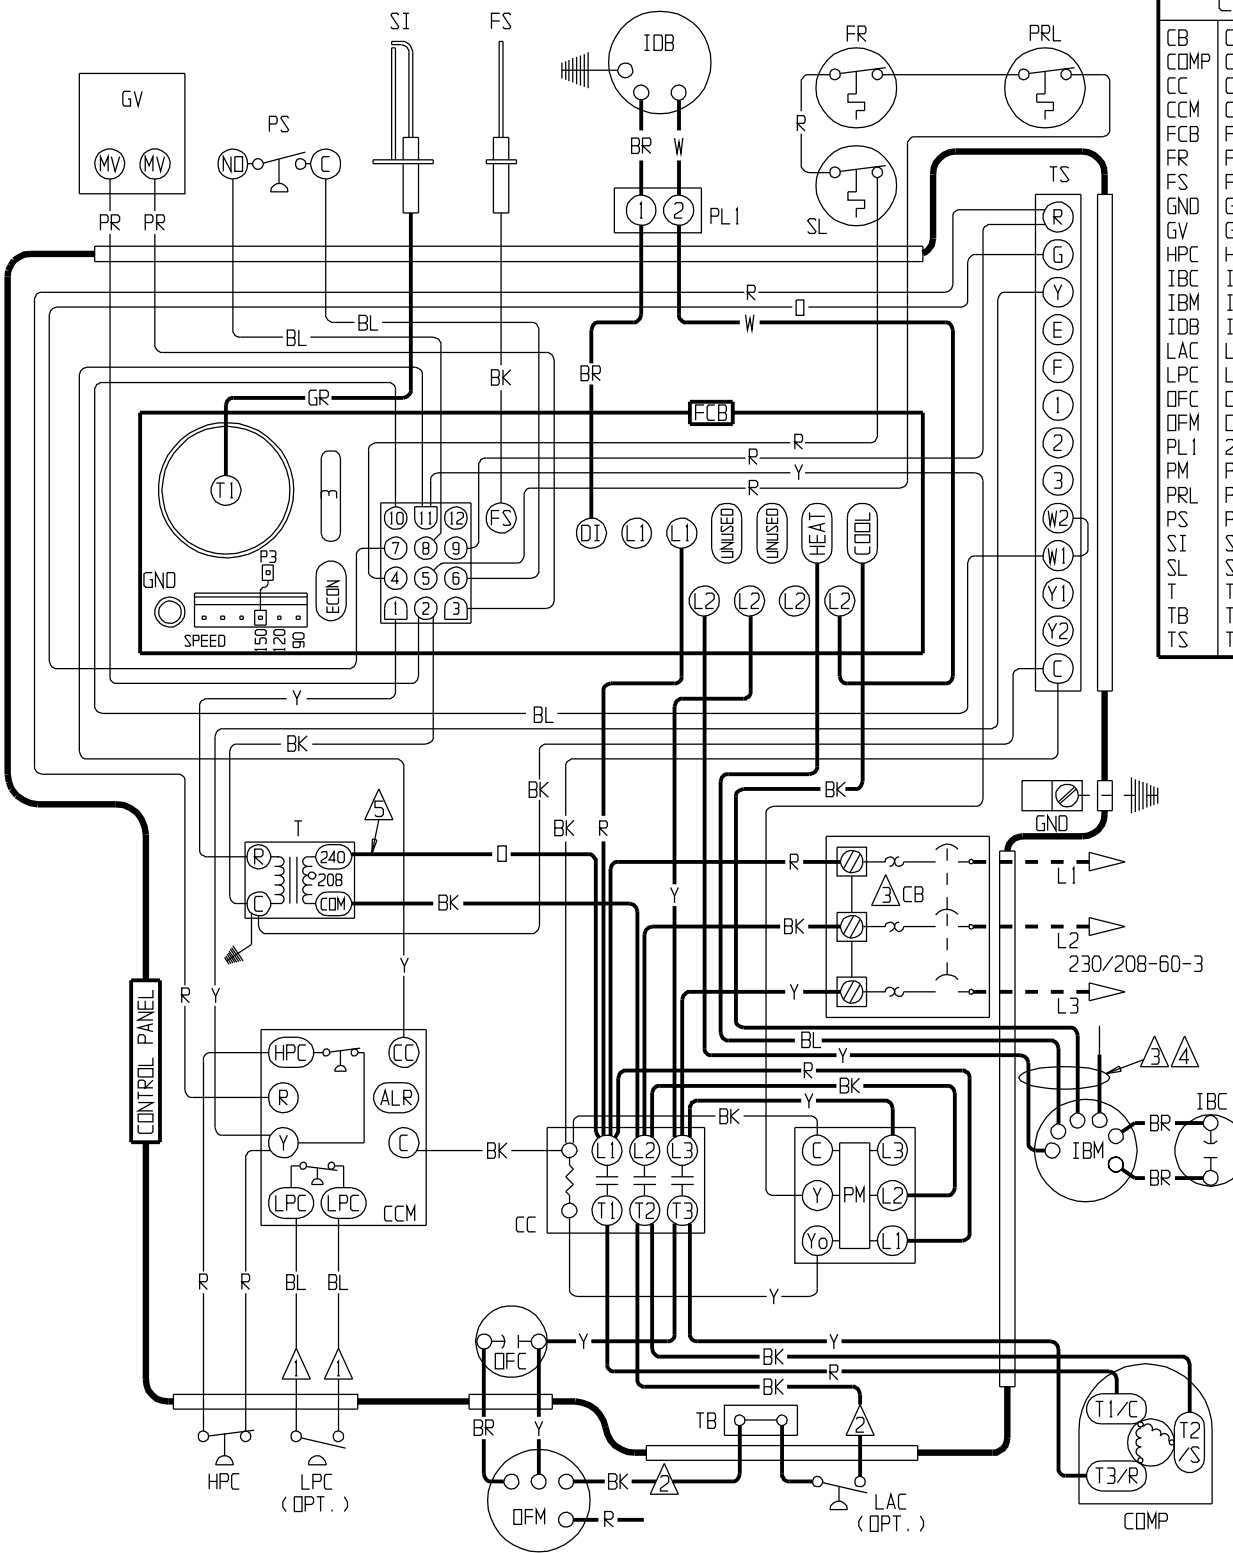 SI
FS
IDB
FR
PRL
GV
PS
MV
MV
NO
C
PR
PR
BR
W
1
2
PL1
R
SL
TS
R
G
Y
E
F
1
2
3
W2
W1
Y1
Y2
C
CB
COMP
CC
CCM
FCB
FR
FS
GND
GV
HPC
IBC
IBM
IDB
LAC
LPC
OFC
OFM
PL1
PM
PRL
PS
SI
SL
T
TB
TS
R
O
BL
BL
W
BR
BK
GR
FCB
R
R
Y
R
T1
3
P3
GND
ECON
SPEED
150
120
90
10
11
12
7
8
9
4
5
6
1
2
3
FS
DI
L1
L1
UNUSED
UNUSED
HEAT
COOL
L2
L2
L2
L2
Y
BL
BK
BK
BK
R
BK
Y
5
T
R
240
208
C
COM
O
BK
GND
R
3
CB
L1
BK
L2
230/208-60-3
Y
L3
CONTROL PANEL
R
Y
Y
HPC
CC
R
ALR
Y
C
LPC
LPC
CCM
BK
BL
Y
R
BK
Y
BK
3
4
IBM
BR
BR
IBC
L1
L2
L3
T1
T2
T3
CC
C
L3
Y
PM
L2
Yo
L1
R
R
BL
BL
1
1
Y
OFC
Y
Y
BK
R
BK
TB
2
BR
Y
HPC
LPC
(OPT.)
BK
2
OFM
R
LAC
(OPT.)
T1/C
T2
/S
T3/R
COMP